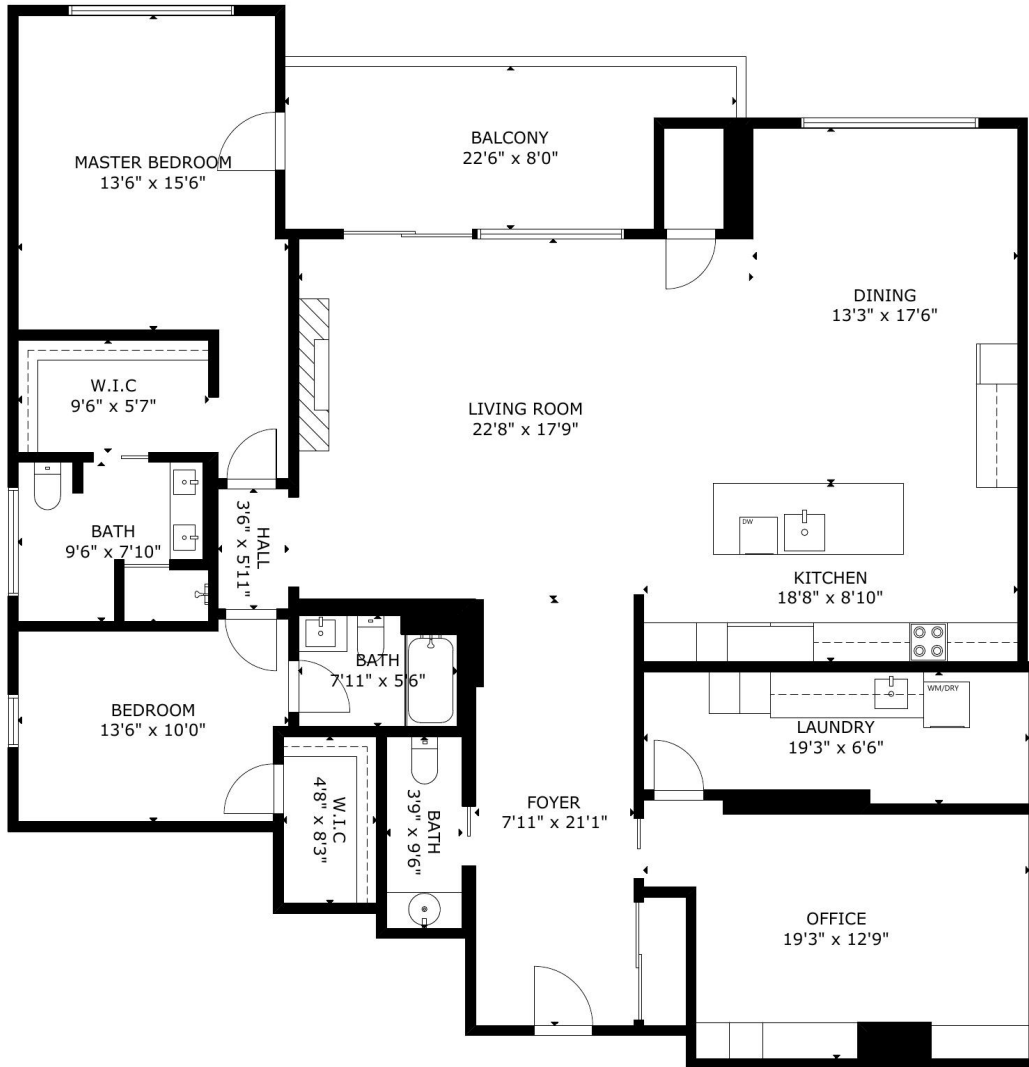 BALCONY
22'6" x 8'0"
MASTER BEDROOM
13'6" x 15'6"
DINING
13'3" x 17'6"
W.I.C
9'6" x 5'7"
LIVING ROOM
22'8" x 17'9"
BATH
9'6" x 7'10"
HALL
3'6" x 5'11"
DW
KITCHEN
18'8" x 8'10"
BATH
7'11" x 5'6"
BEDROOM
13'6" x 10'0"
WM/DRY
LAUNDRY
19'3" x 6'6"
W.I.C
4'8" x 8'3"
BATH
3'9" x 9'6"
FOYER
7'11" x 21'1"
OFFICE
19'3" x 12'9"